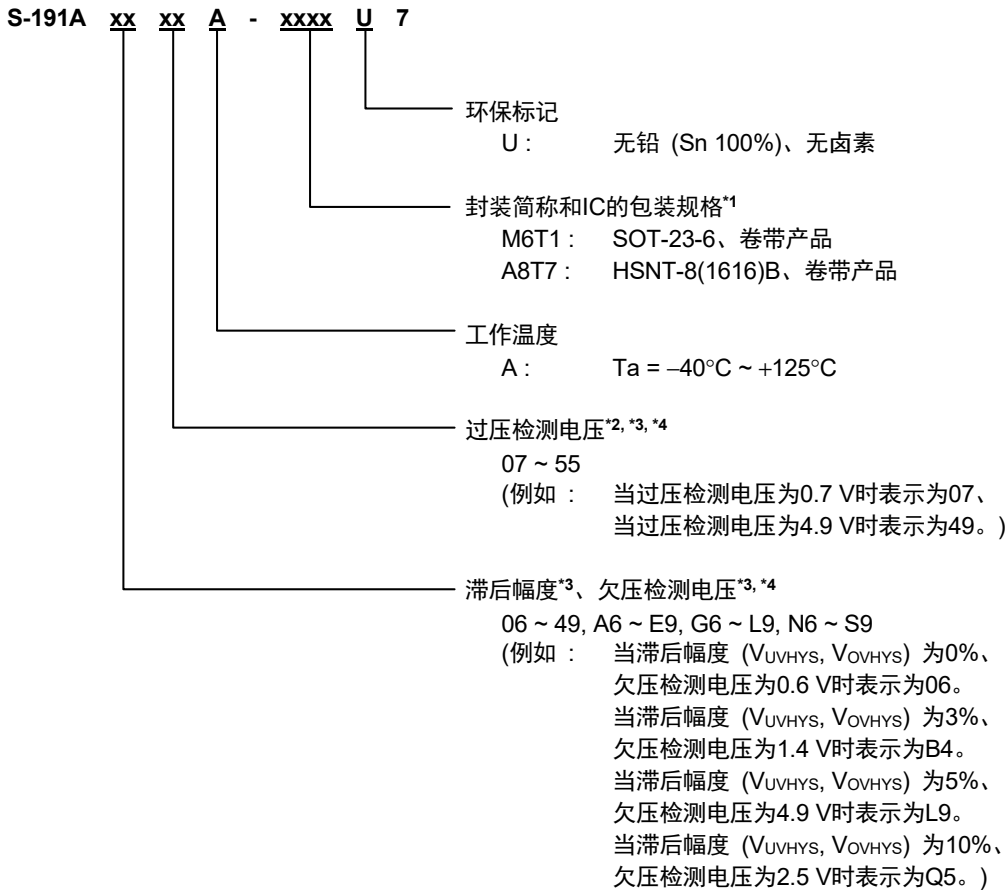 S-191A xx xx A - xxxx U 7
环保标记
U : 无铅 (Sn 100%)、无卤素
封装简称和IC的包装规格*1
M6T1 : SOT-23-6、卷带产品
A8T7 : HSNT-8(1616)B、卷带产品
工作温度
A : Ta = −40°C ~ +125°C
过压检测电压*2, *3, *4
07 ~ 55
(例如 : 当过压检测电压为0.7 V时表示为07、
当过压检测电压为4.9 V时表示为49。)
滞后幅度*3、欠压检测电压*3, *4
06 ~ 49, A6 ~ E9, G6 ~ L9, N6 ~ S9
(例如 : 当滞后幅度 (VUVHYS, VOVHYS) 为0%、
欠压检测电压为0.6 V时表示为06。
当滞后幅度 (VUVHYS, VOVHYS) 为3%、
欠压检测电压为1.4 V时表示为B4。
当滞后幅度 (VUVHYS, VOVHYS) 为5%、
欠压检测电压为4.9 V时表示为L9。
当滞后幅度 (VUVHYS, VOVHYS) 为10%、
欠压检测电压为2.5 V时表示为Q5。)